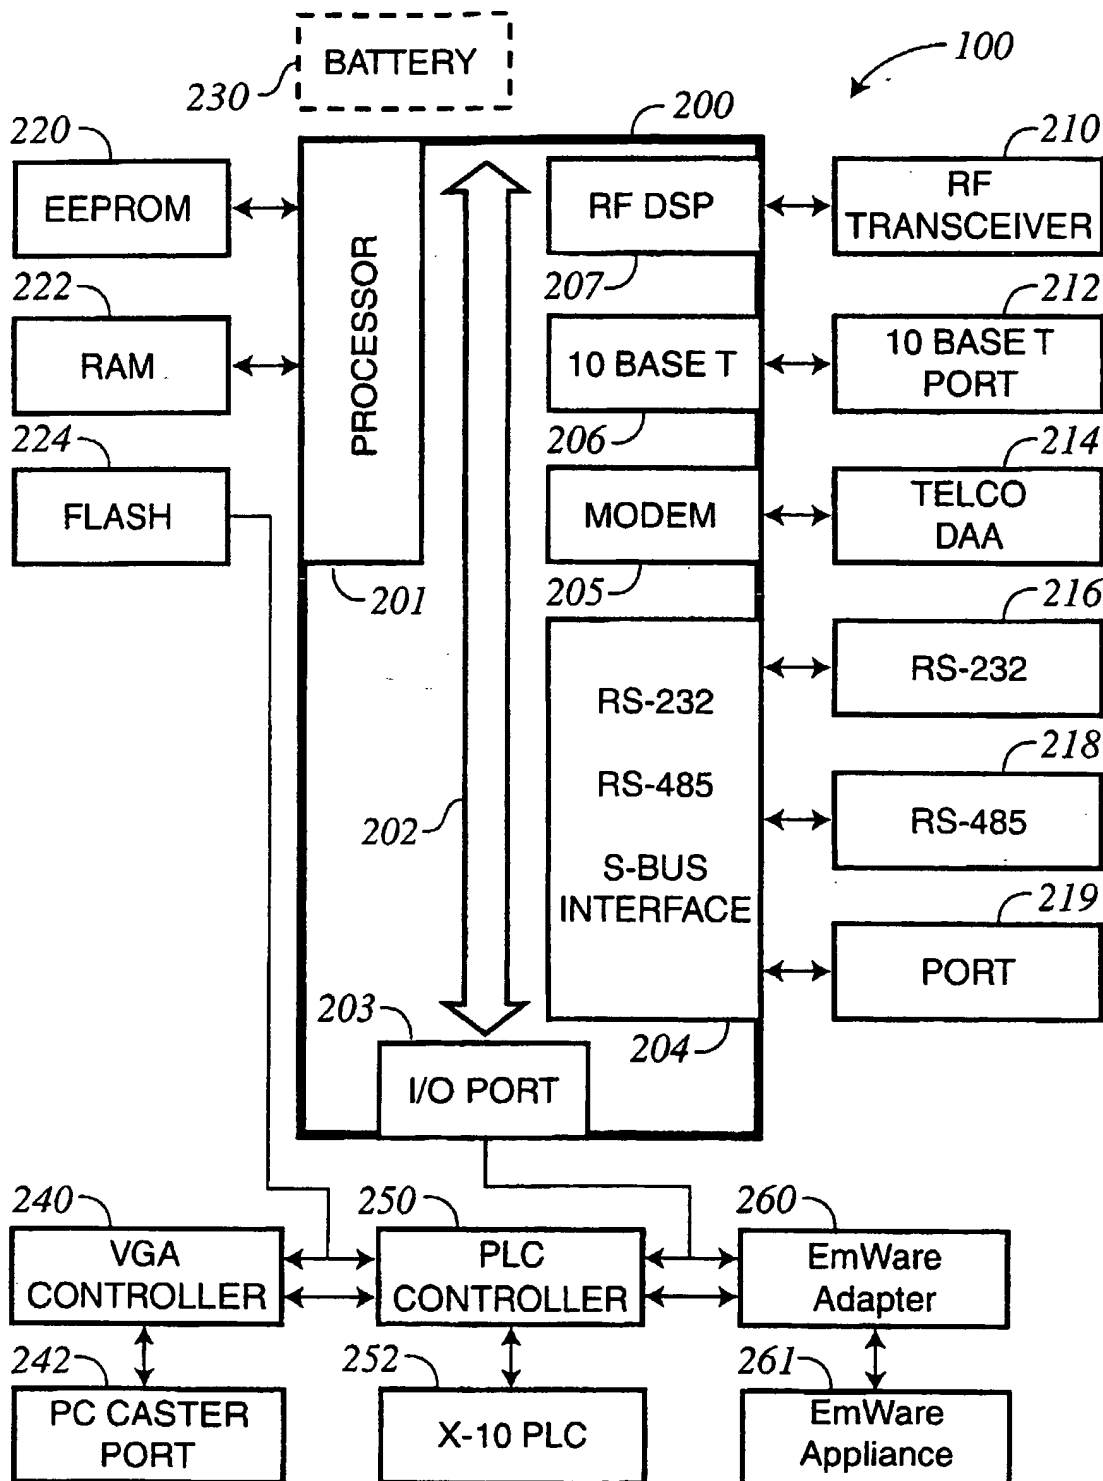 BATTERY
230
100
200
220
EEPROM
222
RAM
224
FLASH
PROCESSOR
201
202
RF DSP
207
10 BASE T
206
MODEM
205
RS-232
RS-485
S-BUS
INTERFACE
204
203
I/O PORT
210
RF
TRANSCEIVER
212
10 BASE T
PORT
214
TELCO
DAA
216
RS-232
218
RS-485
219
PORT
240
VGA
CONTROLLER
250
PLC
CONTROLLER
260
EmWare
Adapter
242
PC CASTER
PORT
252
X-10 PLC
261
EmWare
Appliance